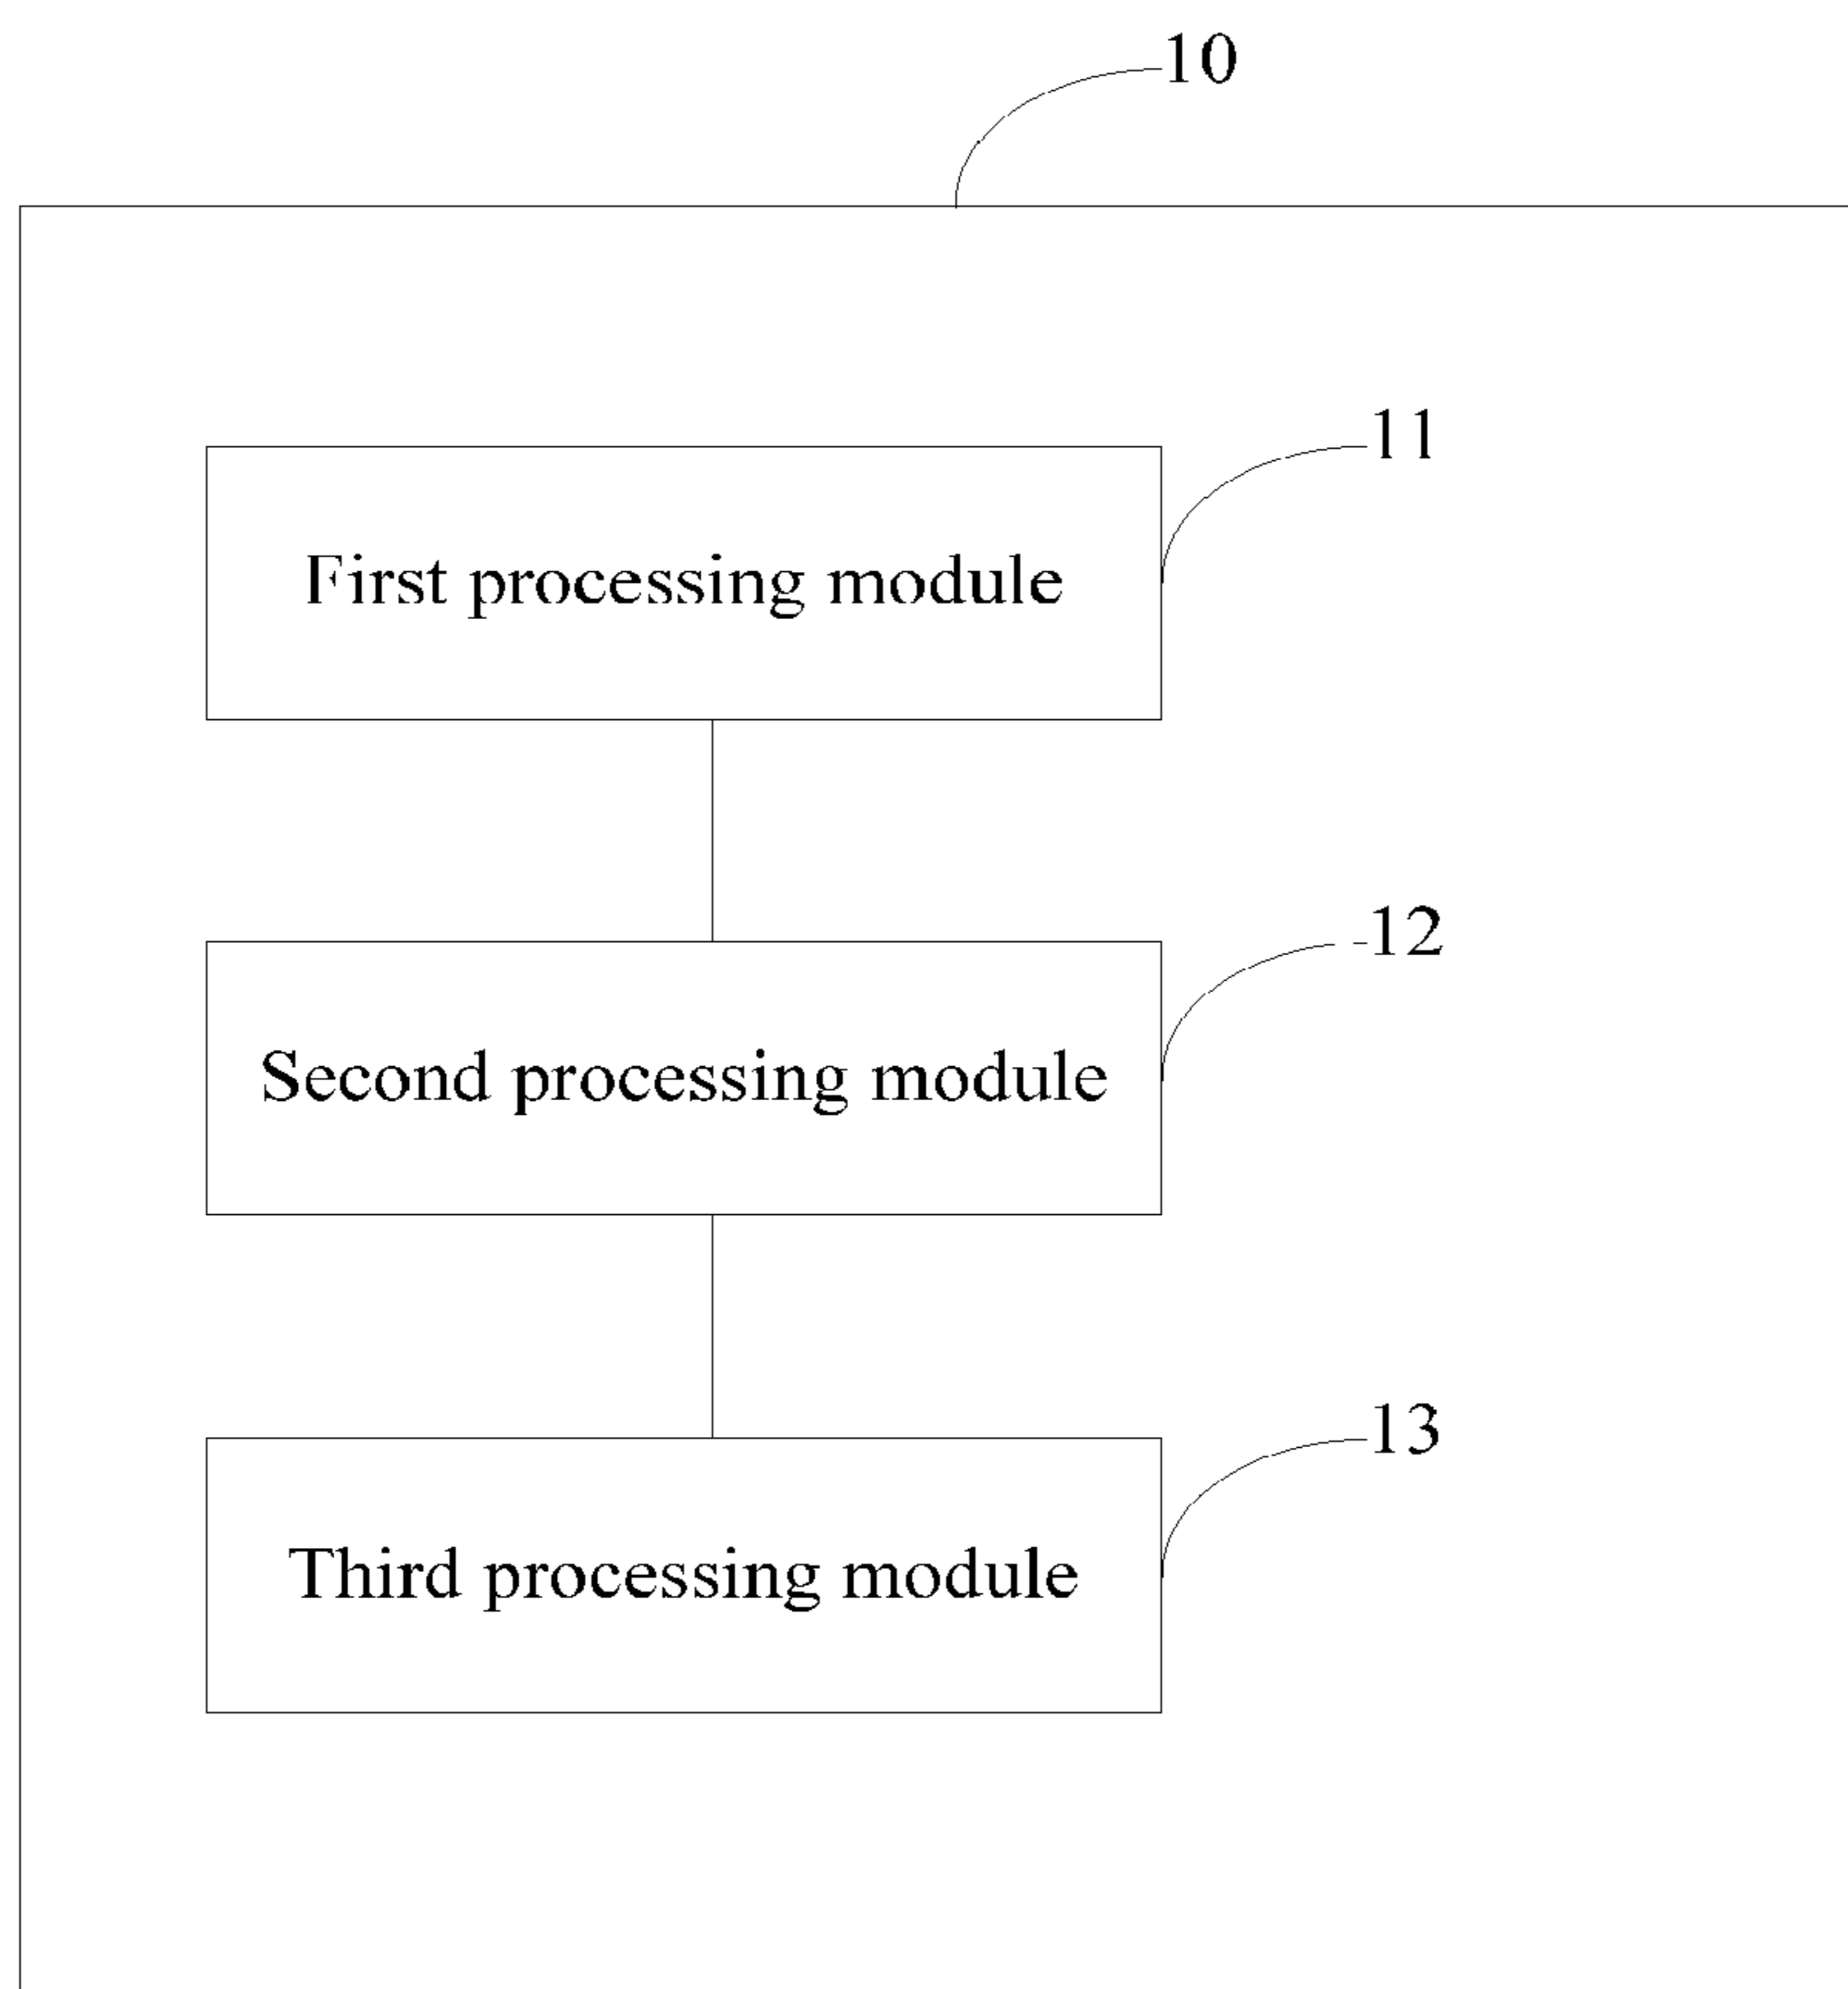 10
11
First processing module
12
Second processing module
13
Third processing module